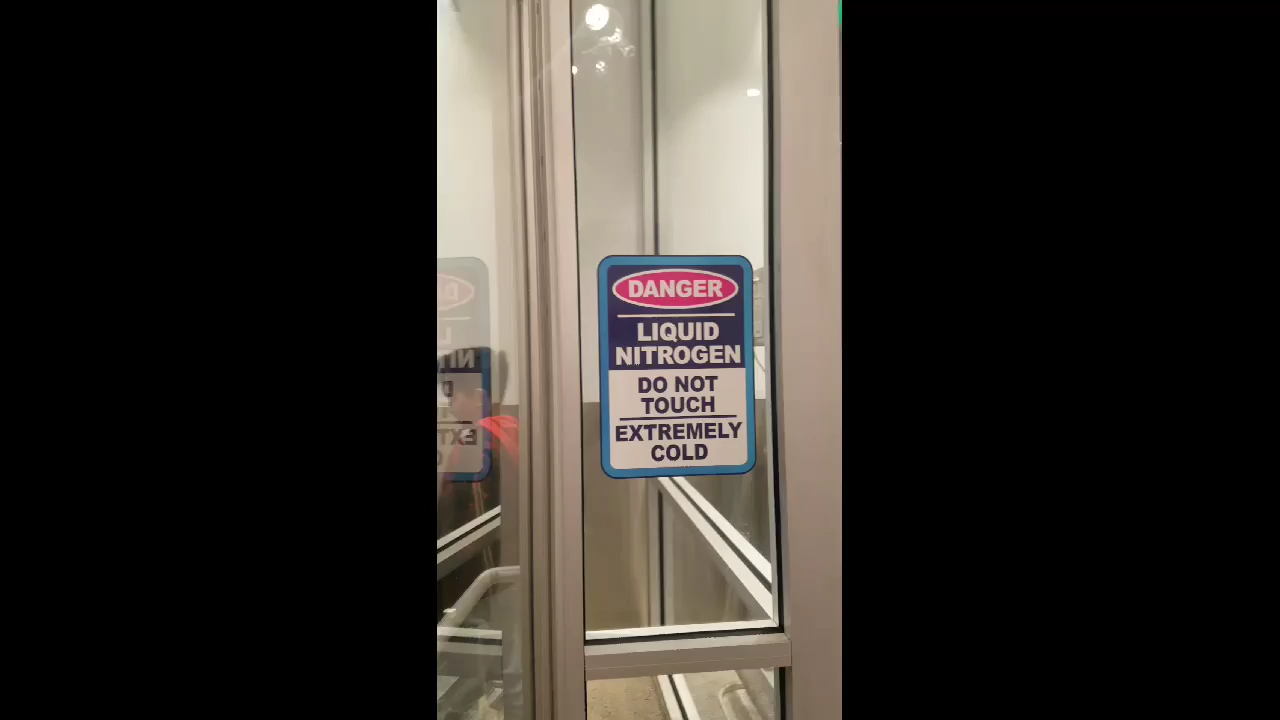 DANGER
LIQUID
NITROGEN
DO NOT
TOUCH
EXTREMELY
COLD